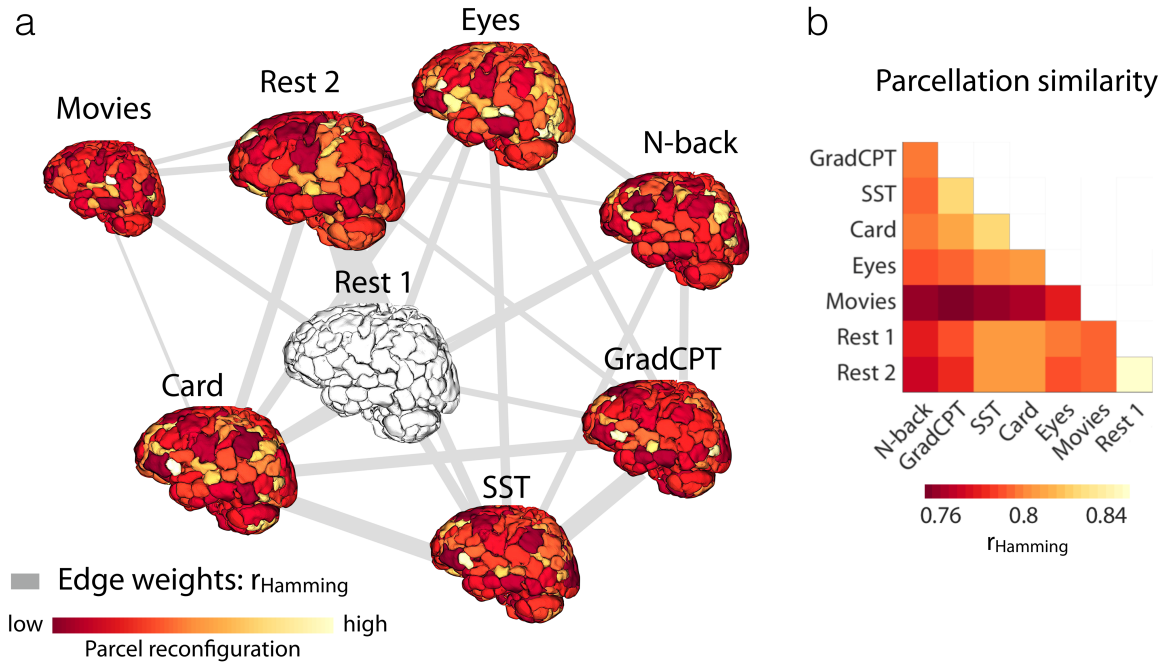 a
Eyes
Rest 2
Movies
N-back
Rest 1
GradCPT
Card
SST
Edge weights: rHamming
low high
Parcel reconfiguration
b
Parcellation similarity
GradCPT
SST
Card
Eyes
Movies
Rest 1
Rest 2
N-back
GradCPT
SST
Card
Eyes
Movies
Rest 1
0.76 0.8 0.84
rHamming